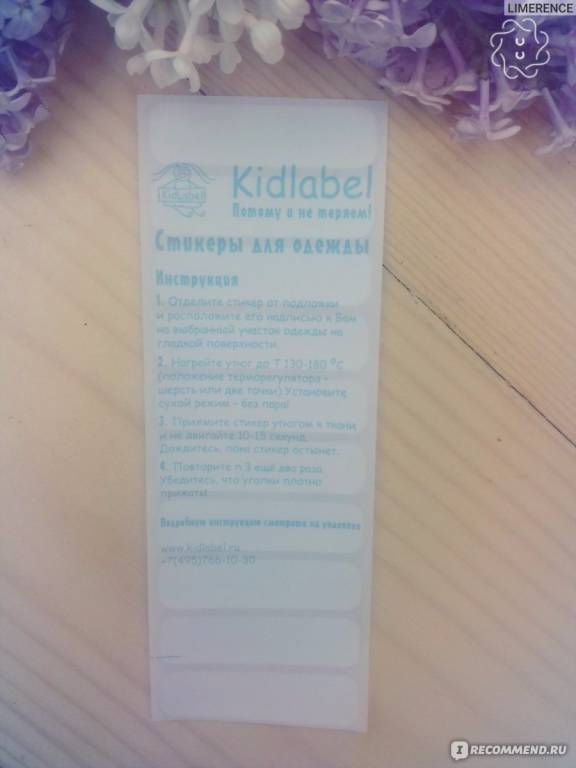 LIMERENCE
KidLabel
Kidlabel
Потому и не теряем!
Стикеры для одежды
Инструкция
1. Отделите стикер от подложки
и расположите его надписью к Вам
на выбранной участок одежды на
гладкой поверхности.
2. Нагрейте утюг до T 130-180 °C
(положение терморегулятора -
шерсть или две точки) Установите
сухой режим - без пара!
3. Прижмите стикер утюгом к ткани
и не двигайте 10-15 секунд.
Дождитесь, пока стикер остынет.
4. Повторите п 3 ещё два раза.
Убедитесь, что уголки плотно
прижаты!
Подробную инструкцию смотрите на упаковке
www.kidlabel.ru
+7(495)766-10-30
I RECOMMEND.RU